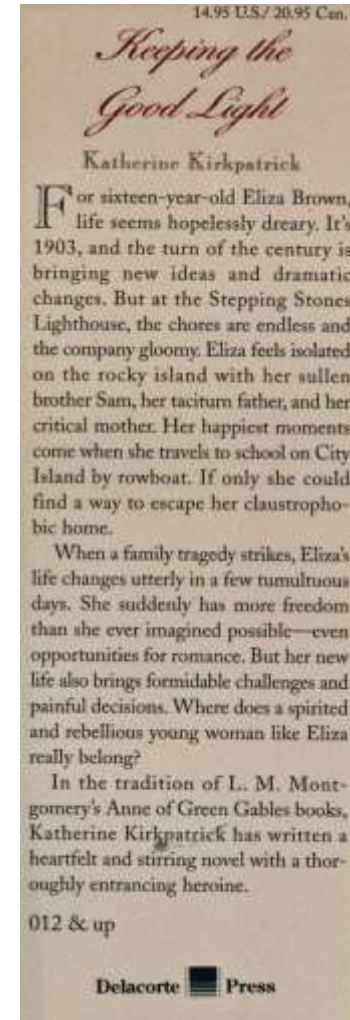 14.95 U.S./ 20.95 Can.
Keeping the
Good Light
Katherine Kirkpatrick
For sixteen-year-old Eliza Brown,
life seems hopelessly dreary. It's
1903, and the turn of the century is
bringing new ideas and dramatic
changes. But at the Stepping Stones
Lighthouse, the chores are endless and
the company gloomy. Eliza feels isolated
on the rocky island with her sullen
brother Sam, her taciturn father, and her
critical mother. Her happiest moments
come when she travels to school on City
Island by rowboat. If only she could
find a way to escape her claustropho-
bic home.
When a family tragedy strikes, Eliza's
life changes utterly in a few tumultuous
days. She suddenly has more freedom
than she ever imagined possible—even
opportunities for romance. But her new
life also brings formidable challenges and
painful decisions. Where does a spirited
and rebellious young woman like Eliza
really belong?
In the tradition of L. M. Mont-
gomery's Anne of Green Gables books,
Katherine Kirkpatrick has written a
heartfelt and stirring novel with a thor-
oughly entrancing heroine.
012 & up
Delacorte Press